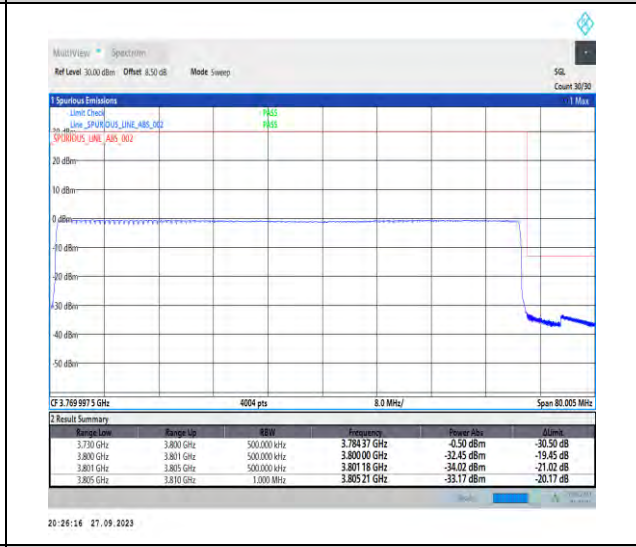 MultiView Spectrum
Ref Level 30.00 dBm Offset 8.50 dB Mode Sweep SGL
Count 30/30
1 Spurious Emissions 1 Max
Limit Check PASS
Line _SPURIOUS_LINE_ABS_002 PASS
_SPURIOUS_LINE_ABS_002
20 dBm
10 dBm
0 dBm
-10 dBm
-20 dBm
-30 dBm
-40 dBm
-50 dBm
CF 3.769 997 5 GHz 4004 pts 8.0 MHz/ Span 80.005 MHz
2 Result Summary
Range Low Range Up RBW Frequency Power Abs ΔLimit
3.730 GHz 3.800 GHz 500.000 kHz 3.784 37 GHz -0.50 dBm -30.50 dB
3.800 GHz 3.801 GHz 500.000 kHz 3.800 00 GHz -32.45 dBm -19.45 dB
3.801 GHz 3.805 GHz 500.000 kHz 3.801 18 GHz -34.02 dBm -21.02 dB
3.805 GHz 3.810 GHz 1.000 MHz 3.805 21 GHz -33.17 dBm -20.17 dB
20:26:16 27.09.2023